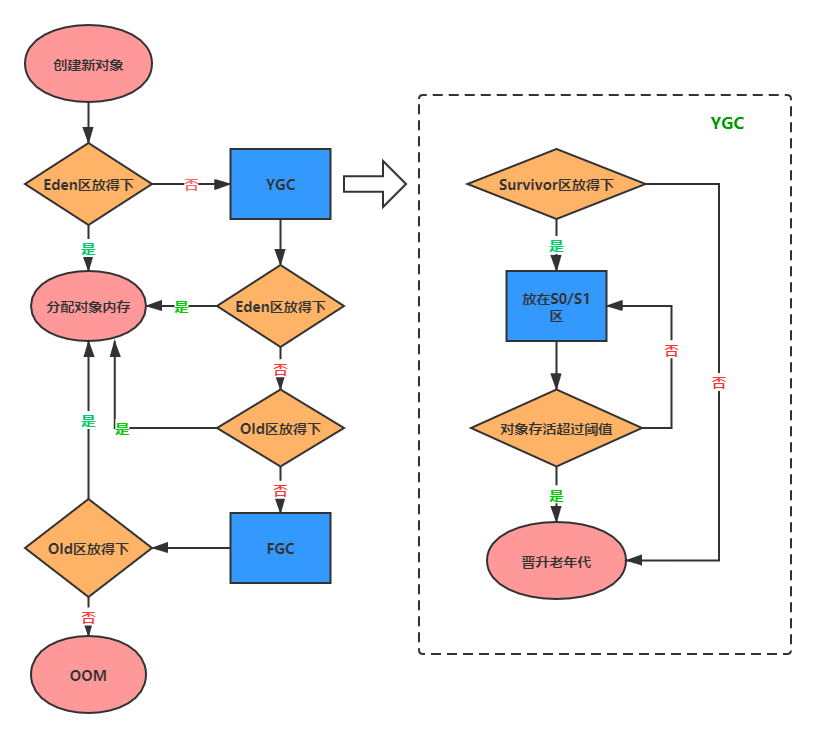 创建新对象
Eden区放得下
否
YGC
是
分配对象内存
是
Eden区放得下
否
是
是
Old区放得下
否
Old区放得下
FGC
否
OOM
YGC
Survivor区放得下
是
放在S0/S1
区
否
否
对象存活超过阈值
是
晋升老年代